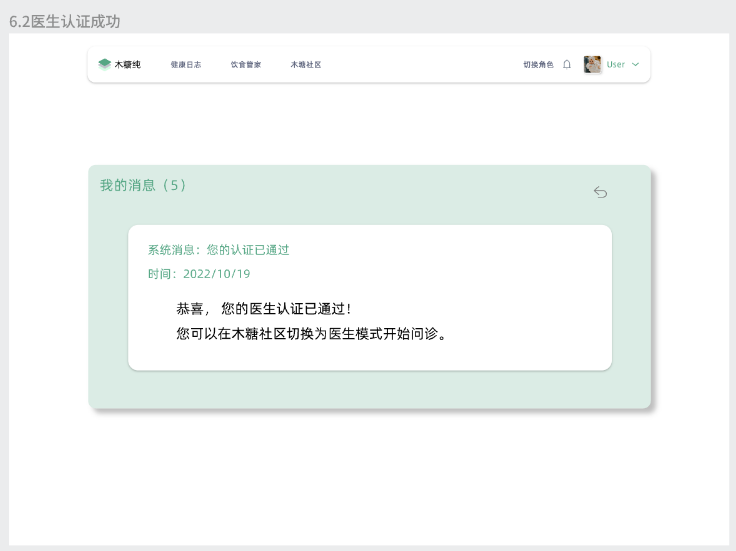 6.2医生认证成功
木糖纯 健康日志 饮食管家 木糖社区 切换角色 User
我的消息（5）
系统消息：您的认证已通过
时间：2022/10/19
恭喜， 您的医生认证已通过！
您可以在木糖社区切换为医生模式开始问诊。